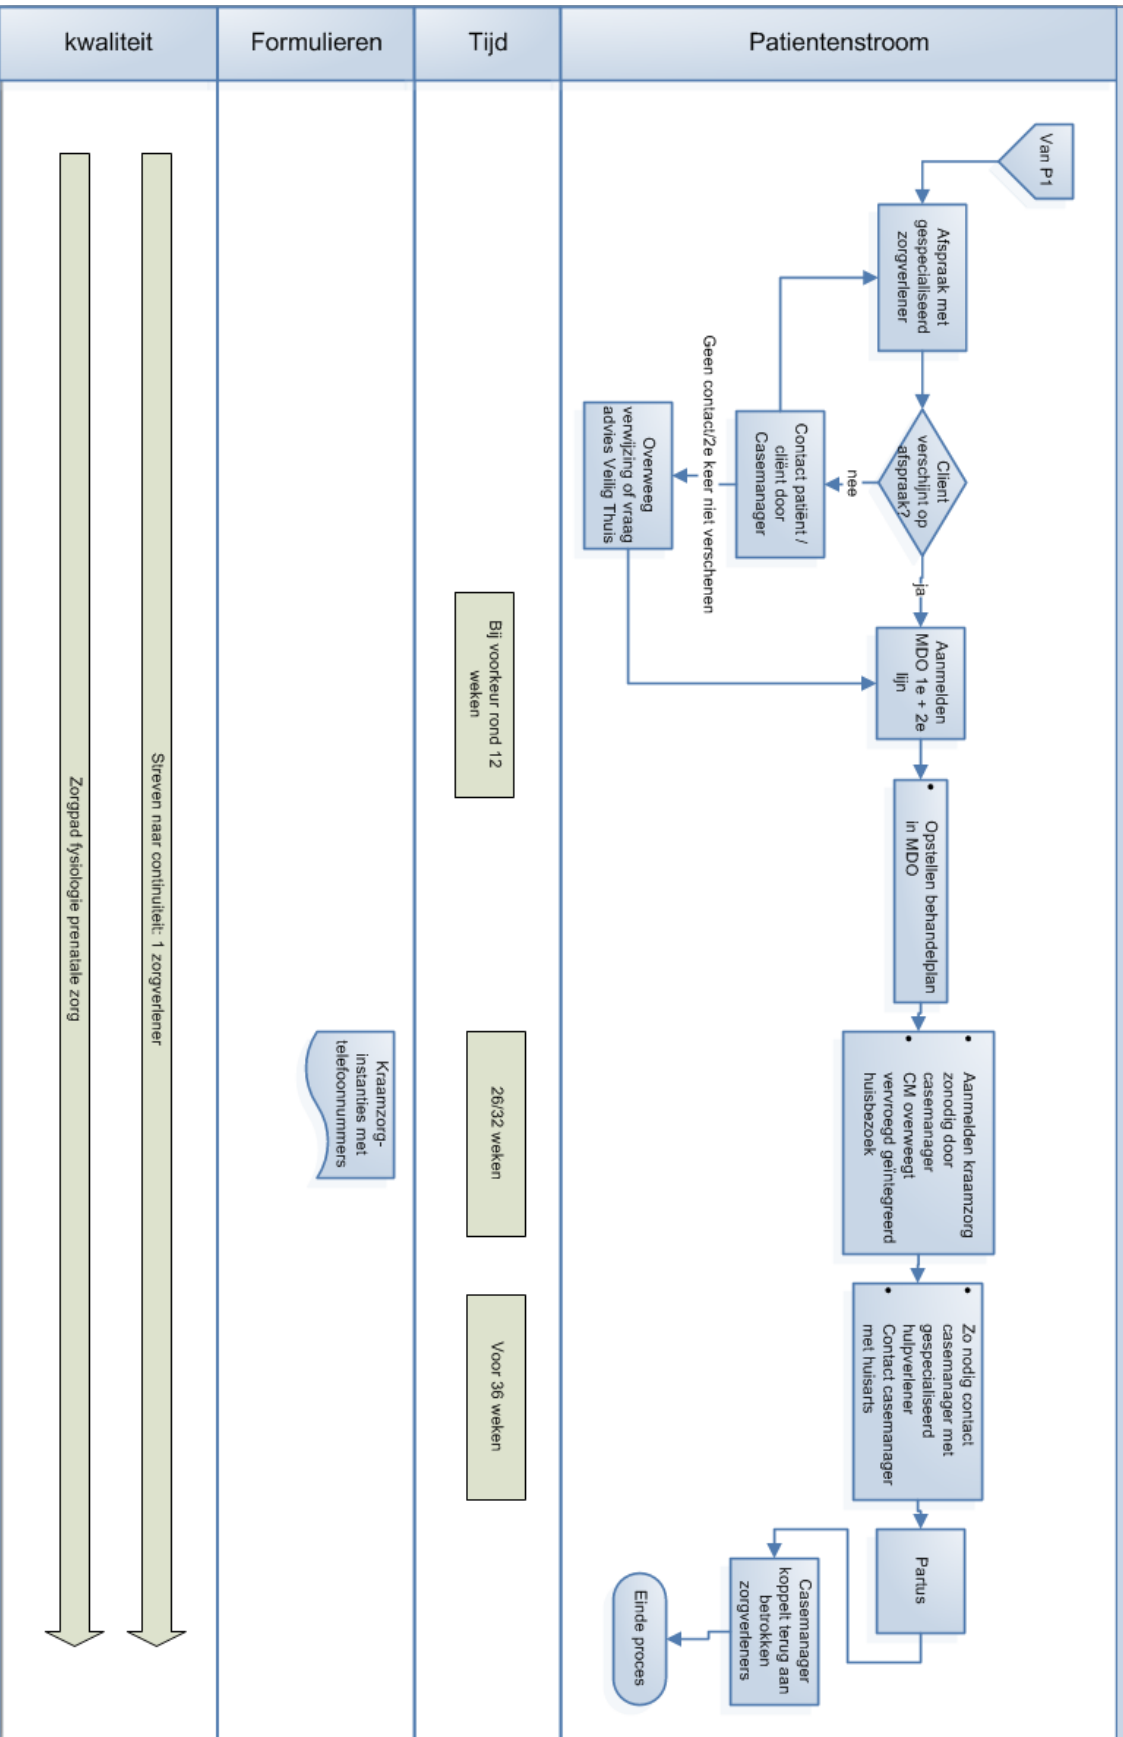 kwaliteit
Formulieren
Tijd
Patientenstroom
Van P1
Afspraak met
gespecialiseerd
zorgverlener
Client
verschijnt op
afspraak?
nee
ja
Contact patiënt /
cliënt door
Casemanager
Geen contact/2e keer niet verschenen
Overweeg
verwijzing of vraag
advies Veilig Thuis
Aanmelden
MDO 1e + 2e
lijn
Bij voorkeur rond 12
weken
• Opstellen behandelplan
in MDO
• Aanmelden kraamzorg
zonodig door
casemanager
• CM overweegt
vervroegd geïntegreerd
huisbezoek
26/32 weken
Kraamzorg-
instanties met
telefoonnummers
• Zo nodig contact
casemanager met
gespecialiseerd
hulpverlener
• Contact casemanager
met huisarts
Voor 36 weken
Partus
Casemanager
koppelt terug aan
betrokken
zorgverleners
Einde proces
Streven naar continuiteit: 1 zorgverlener
Zorgpad fysiologie prenatale zorg